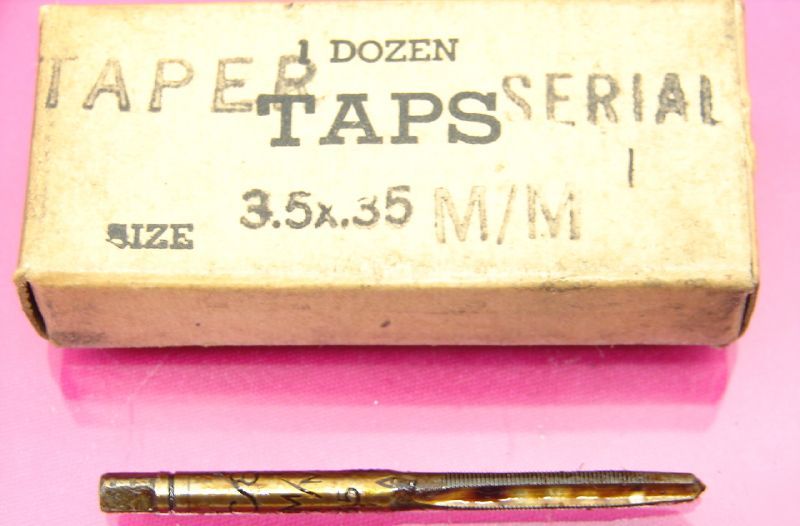 1 DOZEN
TAPER TAPS SERIAL
1
SIZE 3.5x.35 M/M
M/M